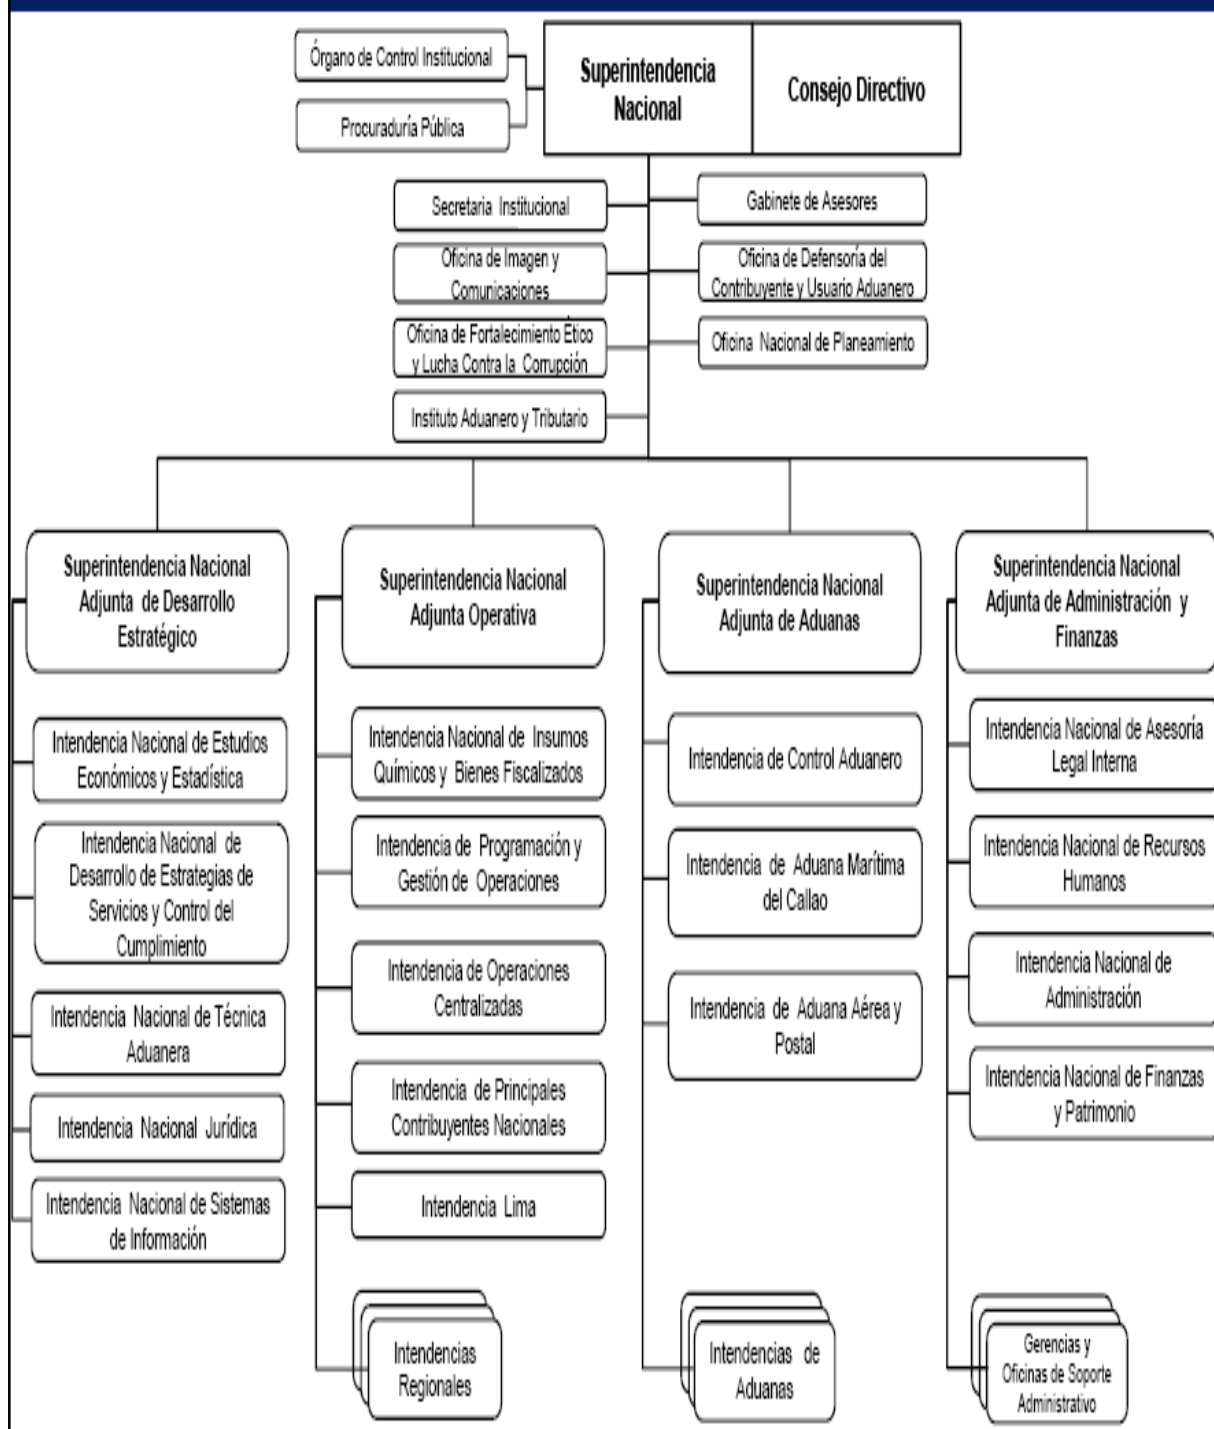 Órgano de Control Institucional
Procuraduría Pública
Superintendencia
Nacional
Consejo Directivo
Secretaria Institucional
Gabinete de Asesores
Oficina de Imagen y
Comunicaciones
Oficina de Defensoría del
Contribuyente y Usuario Aduanero
Oficina de Fortalecimiento Ético
y Lucha Contra la Corrupción
Oficina Nacional de Planeamiento
Instituto Aduanero y Tributario
Superintendencia Nacional
Adjunta de Desarrollo
Estratégico
Intendencia Nacional de Estudios
Económicos y Estadística
Intendencia Nacional de
Desarrollo de Estrategias de
Servicios y Control del
Cumplimiento
Intendencia Nacional de Técnica
Aduanera
Intendencia Nacional Jurídica
Intendencia Nacional de Sistemas
de Información
Superintendencia Nacional
Adjunta Operativa
Intendencia Nacional de Insumos
Químicos y Bienes Fiscalizados
Intendencia de Programación y
Gestión de Operaciones
Intendencia de Operaciones
Centralizadas
Intendencia de Principales
Contribuyentes Nacionales
Intendencia Lima
Intendencias
Regionales
Superintendencia Nacional
Adjunta de Aduanas
Intendencia de Control Aduanero
Intendencia de Aduana Marítima
del Callao
Intendencia de Aduana Aérea y
Postal
Intendencias de
Aduanas
Superintendencia Nacional
Adjunta de Administración y
Finanzas
Intendencia Nacional de Asesoría
Legal Interna
Intendencia Nacional de Recursos
Humanos
Intendencia Nacional de
Administración
Intendencia Nacional de Finanzas
y Patrimonio
Gerencias y
Oficinas de Soporte
Administrativo